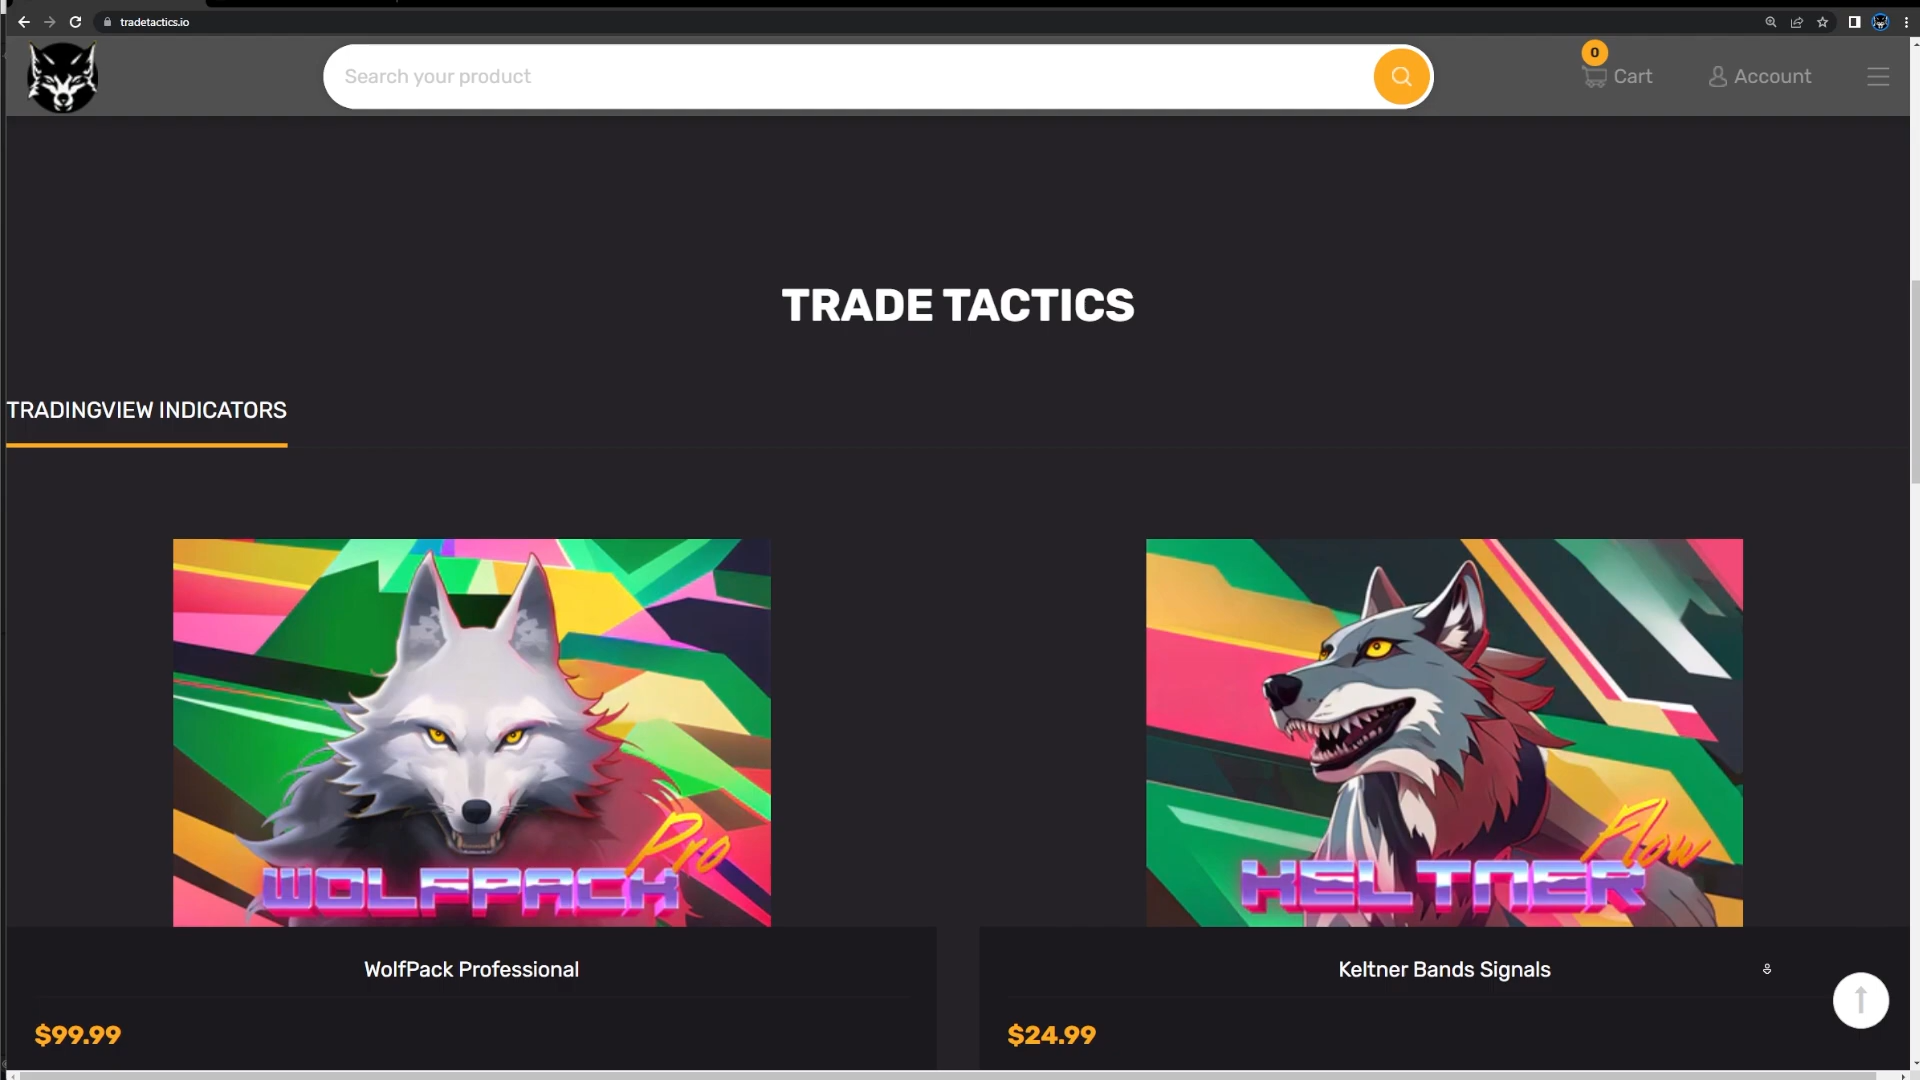 tradetactics.io
Search your product
0
Cart
Account
TRADE TACTICS
TRADINGVIEW INDICATORS
Pro
WOLFPACK
Flow
KELTNER
WolfPack Professional
Keltner Bands Signals
$99.99
$24.99